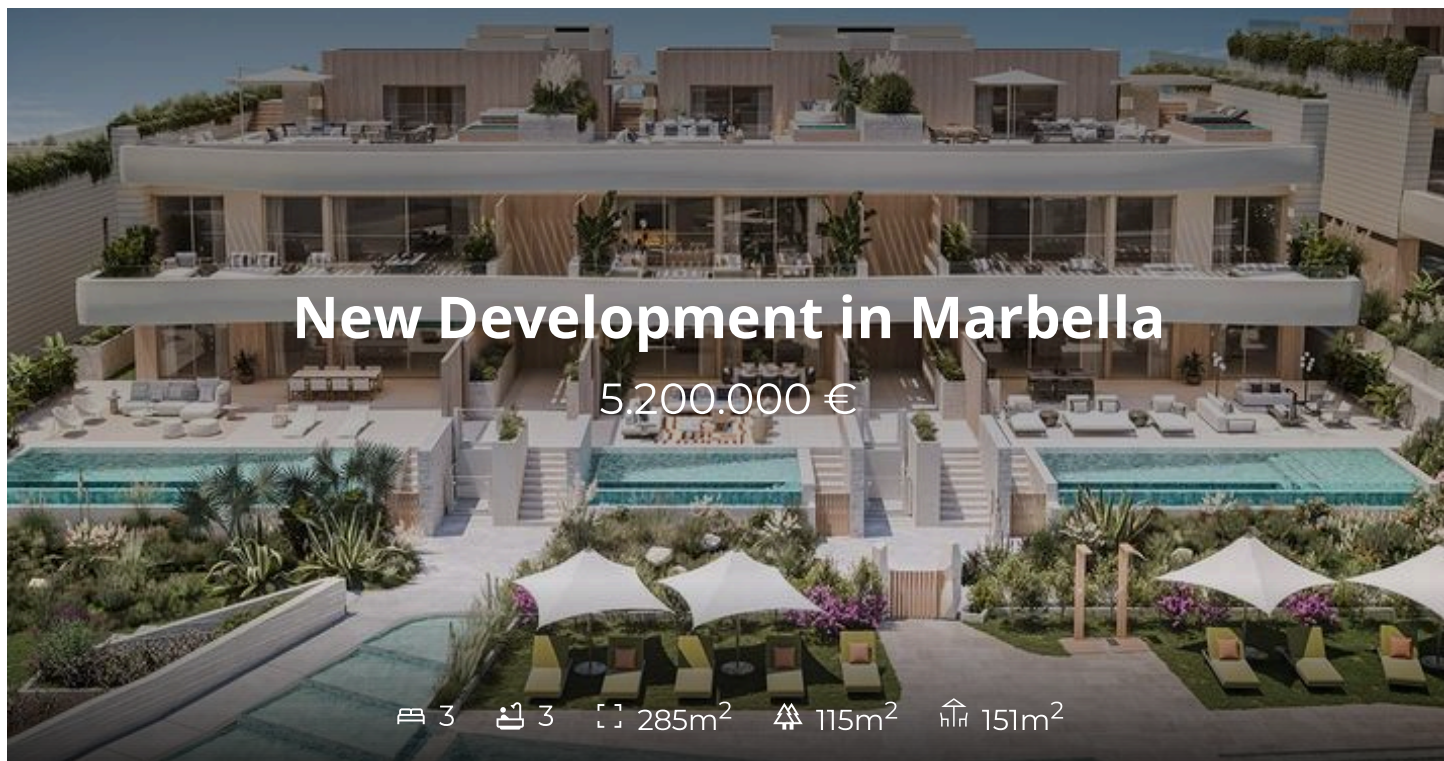 New Development in Marbella
5.200.000 €
3 3 285m² 115m² 151m²